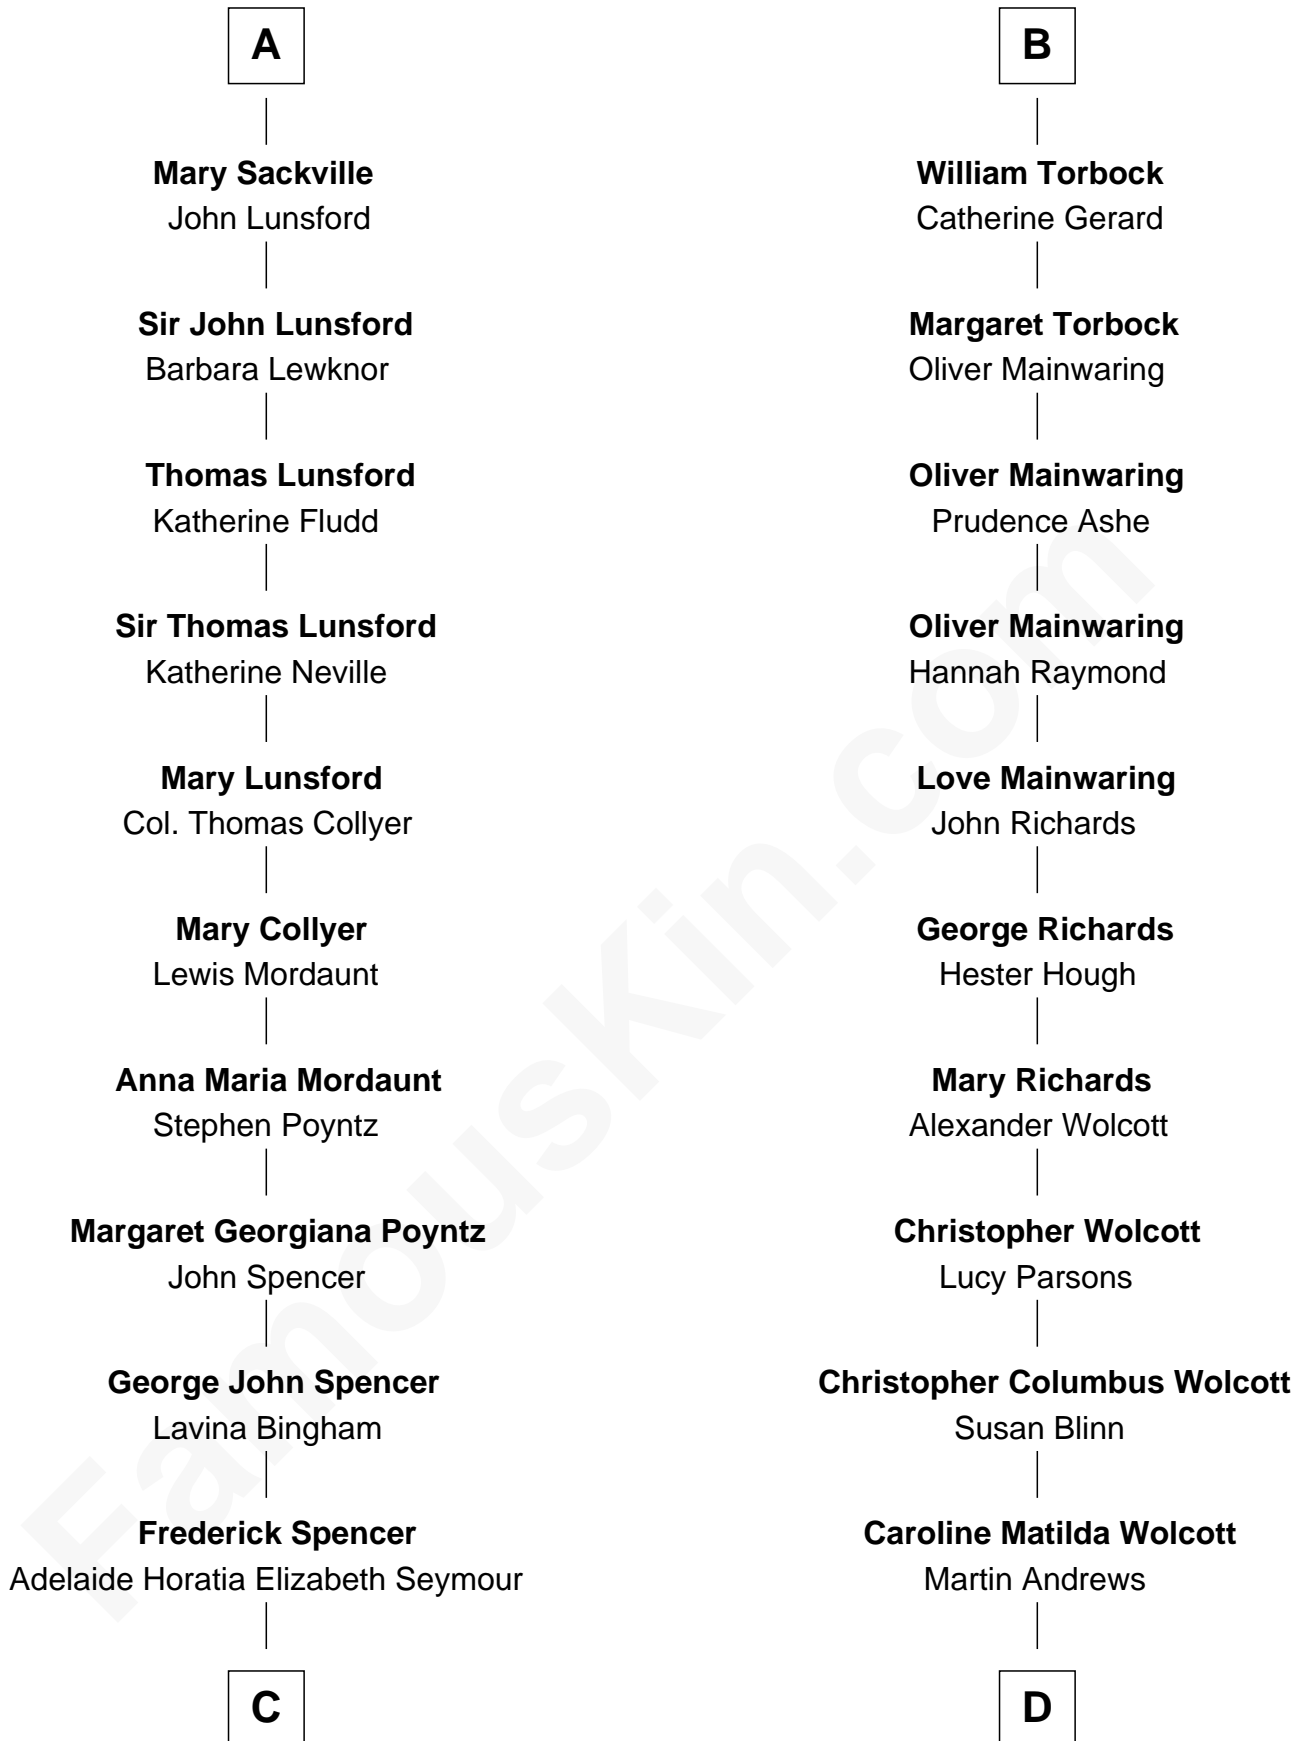 A
Mary Sackville
John Lunsford
Sir John Lunsford
Barbara Lewknor
Thomas Lunsford
Katherine Fludd
Sir Thomas Lunsford
Katherine Neville
Mary Lunsford
Col. Thomas Collyer
Mary Collyer
Lewis Mordaunt
Anna Maria Mordaunt
Stephen Poyntz
Margaret Georgiana Poyntz
John Spencer
George John Spencer
Lavina Bingham
Frederick Spencer
Adelaide Horatia Elizabeth Seymour
C
B
William Torbock
Catherine Gerard
Margaret Torbock
Oliver Mainwaring
Oliver Mainwaring
Prudence Ashe
Oliver Mainwaring
Hannah Raymond
Love Mainwaring
John Richards
George Richards
Hester Hough
Mary Richards
Alexander Wolcott
Christopher Wolcott
Lucy Parsons
Christopher Columbus Wolcott
Susan Blinn
Caroline Matilda Wolcott
Martin Andrews
D
FamousKin.com